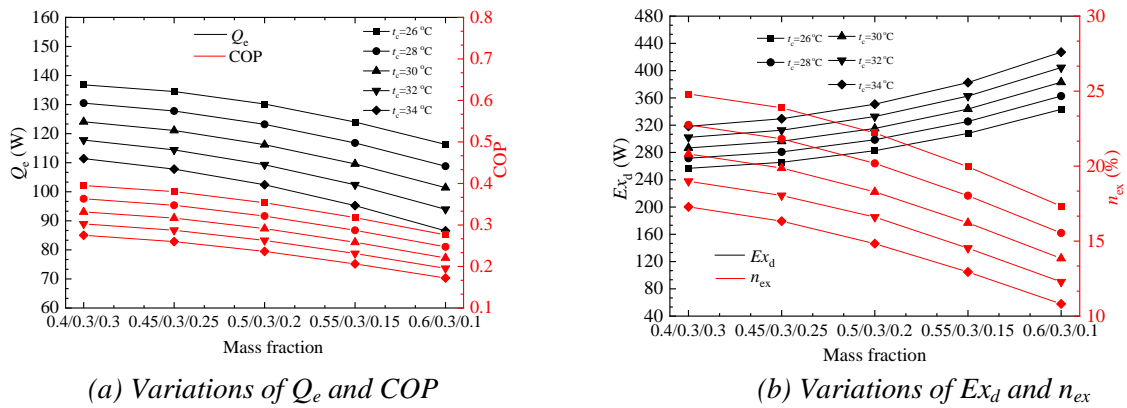 160
150
140
130
120
110
100
90
80
70
60
Qe (W)
Qe
COP
tc=26 °C
tc=28 °C
tc=30 °C
tc=32 °C
tc=34 °C
0.8
0.7
0.6
0.5
0.4
0.3
0.2
0.1
COP
0.4/0.3/0.3 0.45/0.3/0.25 0.5/0.3/0.2 0.55/0.3/0.15 0.6/0.3/0.1
Mass fraction
(a) Variations of Qe and COP
480
440
400
360
320
280
240
200
160
120
80
40
Exd (W)
tc=26°C
tc=28°C
tc=30°C
tc=32°C
tc=34°C
Exd
nex
30
25
20
15
10
nex (%)
0.4/0.3/0.3 0.45/0.3/0.25 0.5/0.3/0.2 0.55/0.3/0.15 0.6/0.3/0.1
Mass fraction
(b) Variations of Exd and nex